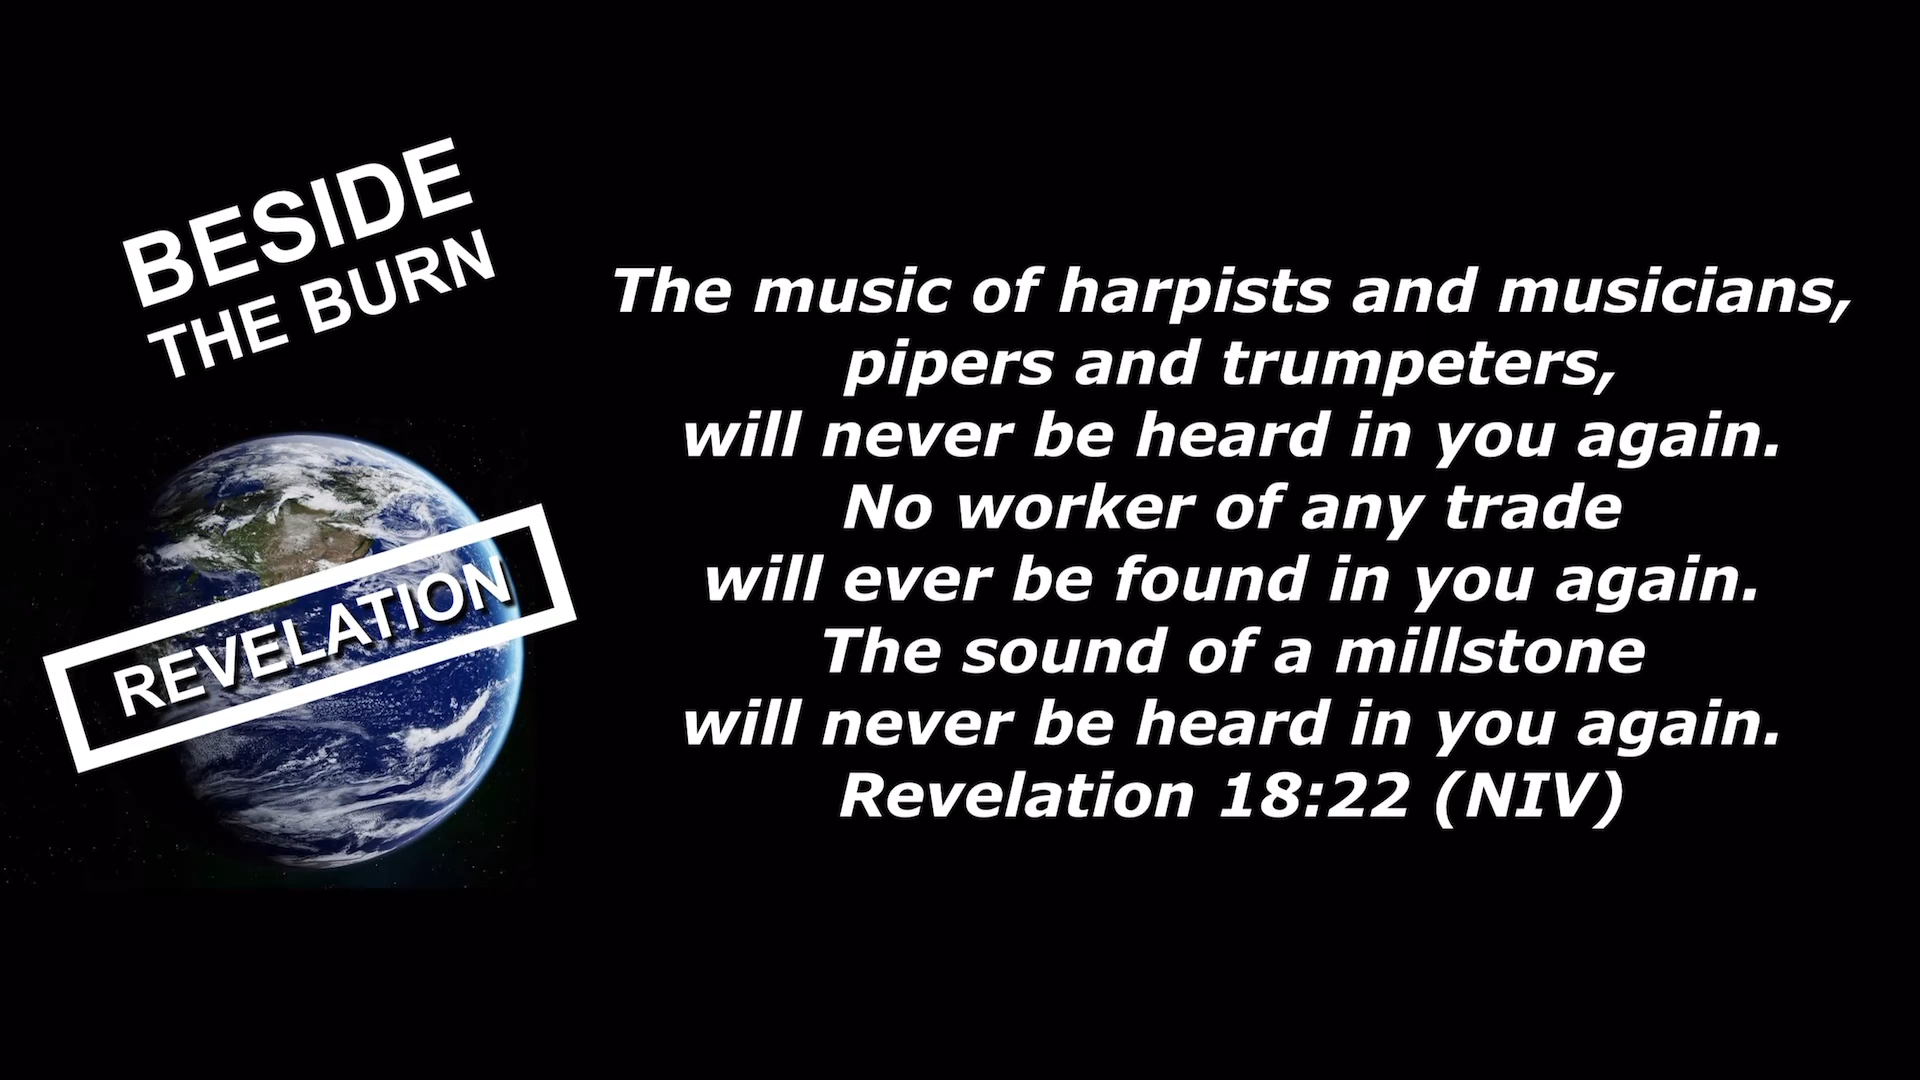 BESIDE
THE BURN
REVELATION
The music of harpists and musicians,
pipers and trumpeters,
will never be heard in you again.
No worker of any trade
will ever be found in you again.
The sound of a millstone
will never be heard in you again.
Revelation 18:22 (NIV)